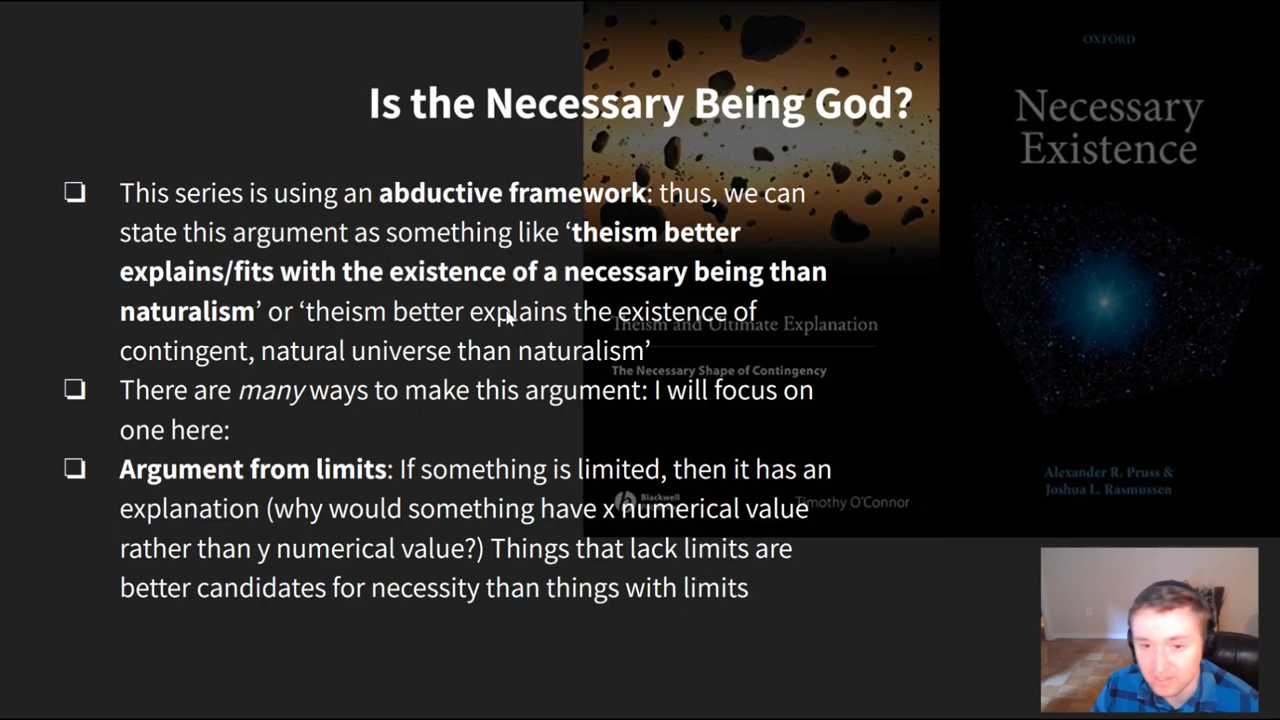 Is the Necessary Being God?
❏ This series is using an abductive framework: thus, we can
state this argument as something like ‘theism better
explains/fits with the existence of a necessary being than
naturalism’ or ‘theism better explains the existence of
contingent, natural universe than naturalism’
❏ There are many ways to make this argument: I will focus on
one here:
❏ Argument from limits: If something is limited, then it has an
explanation (why would something have x numerical value
rather than y numerical value?) Things that lack limits are
better candidates for necessity than things with limits
Theism and Ultimate Explanation
The Necessary Shape of Contingency
Blackwell
Timothy O'Connor
OXFORD
Necessary
Existence
Alexander R. Pruss &
Joshua L. Rasmussen